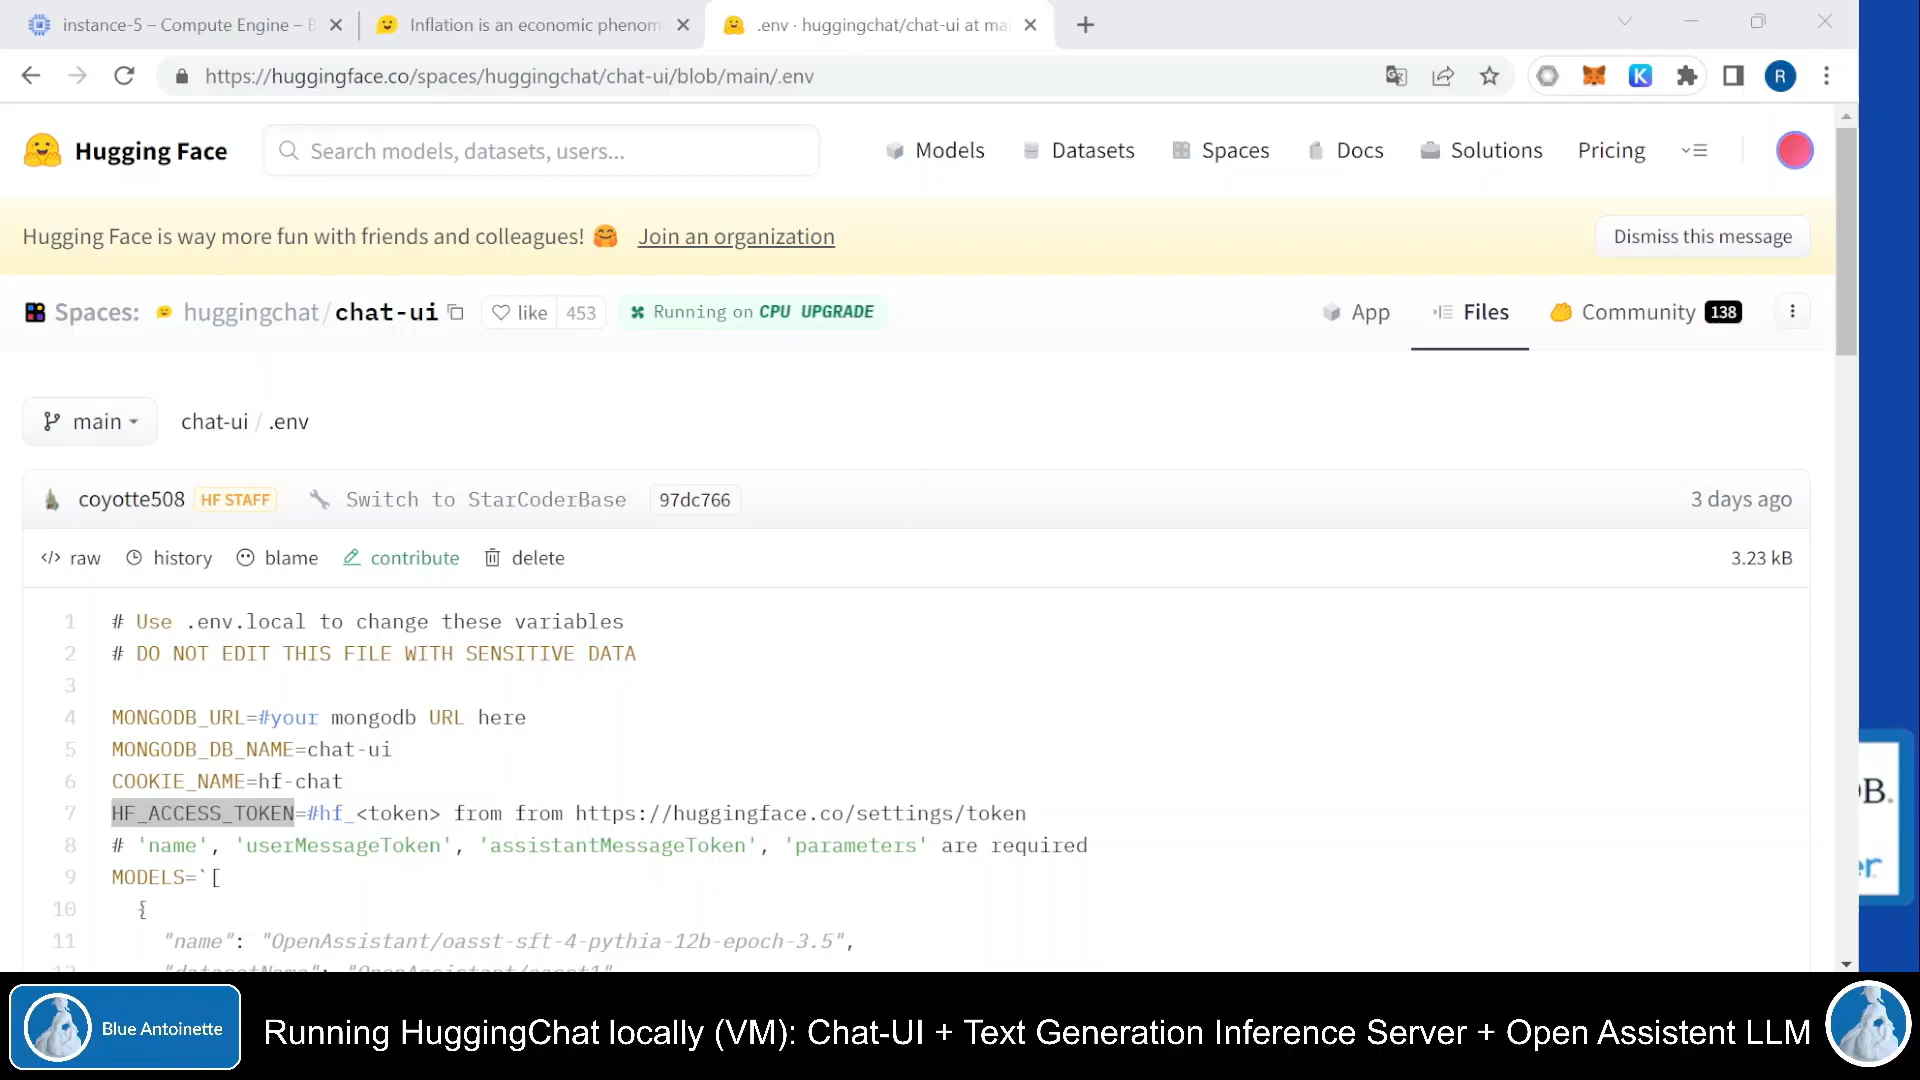 instance-5 – Compute Engine – B
Inflation is an economic phenom
.env · huggingchat/chat-ui at mai
https://huggingface.co/spaces/huggingchat/chat-ui/blob/main/.env
K
R
Hugging Face
Search models, datasets, users...
Models
Datasets
Spaces
Docs
Solutions
Pricing
Hugging Face is way more fun with friends and colleagues! 🤗 Join an organization
Dismiss this message
Spaces: huggingchat/chat-ui
like 453
Running on CPU UPGRADE
App
Files
Community 138
main
chat-ui / .env
coyotte508 HF STAFF Switch to StarCoderBase 97dc766
3 days ago
</> raw history blame contribute delete
3.23 kB
1 # Use .env.local to change these variables
2 # DO NOT EDIT THIS FILE WITH SENSITIVE DATA
3
4 MONGODB_URL=#your mongodb URL here
5 MONGODB_DB_NAME=chat-ui
6 COOKIE_NAME=hf-chat
7 HF_ACCESS_TOKEN=#hf_<token> from from https://huggingface.co/settings/token
8 # 'name', 'userMessageToken', 'assistantMessageToken', 'parameters' are required
9 MODELS=`[
10 {
11 "name": "OpenAssistant/oasst-sft-4-pythia-12b-epoch-3.5",
12 "datasetName": "OpenAssistant/oasst1"
B.
er
Blue Antoinette
Running HuggingChat locally (VM): Chat-UI + Text Generation Inference Server + Open Assistent LLM